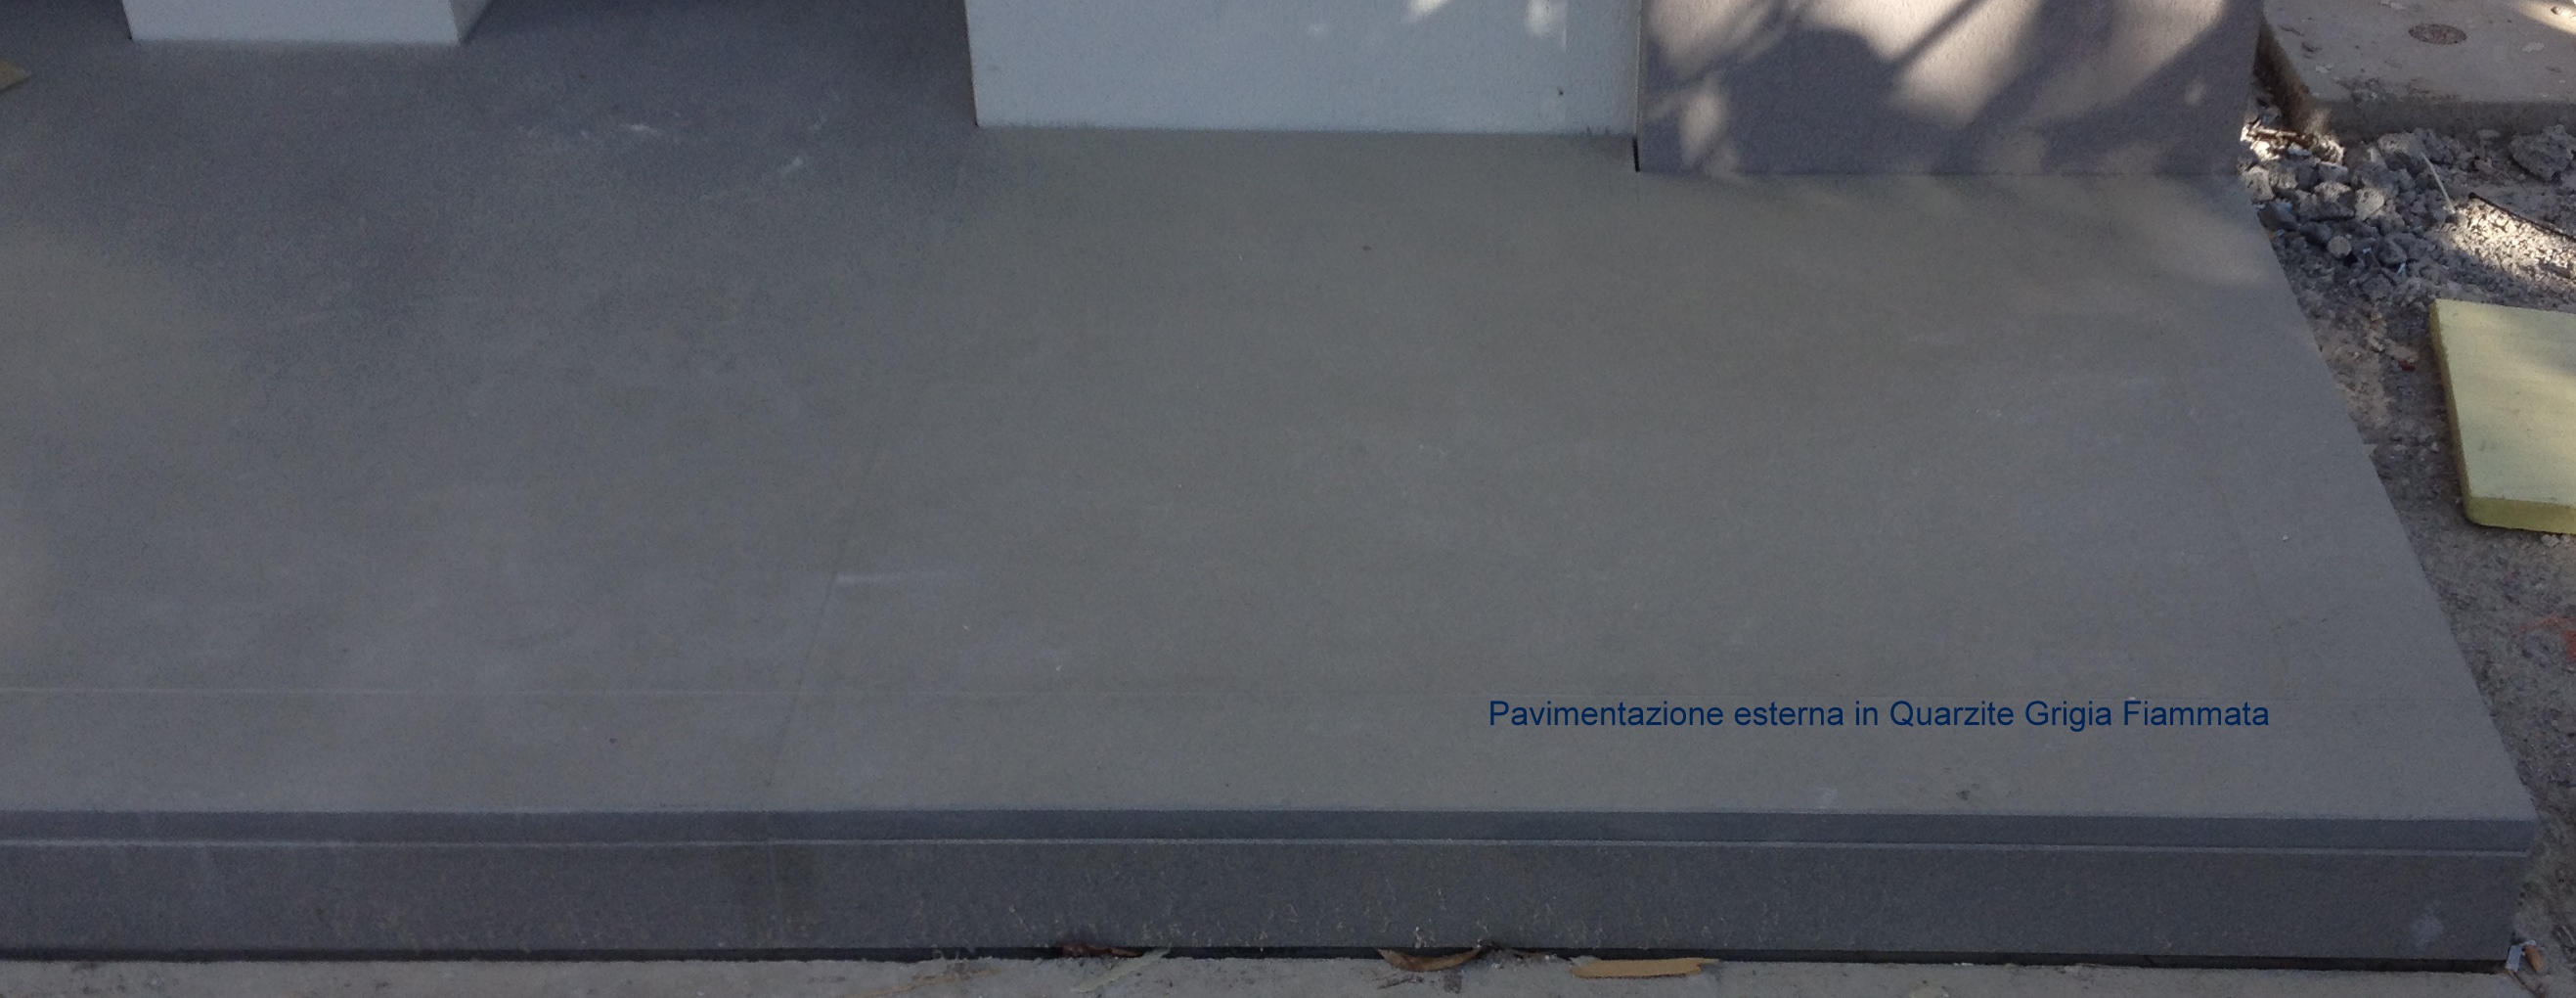 Pavimentazione esterna in Quarzite Grigia Fiammata